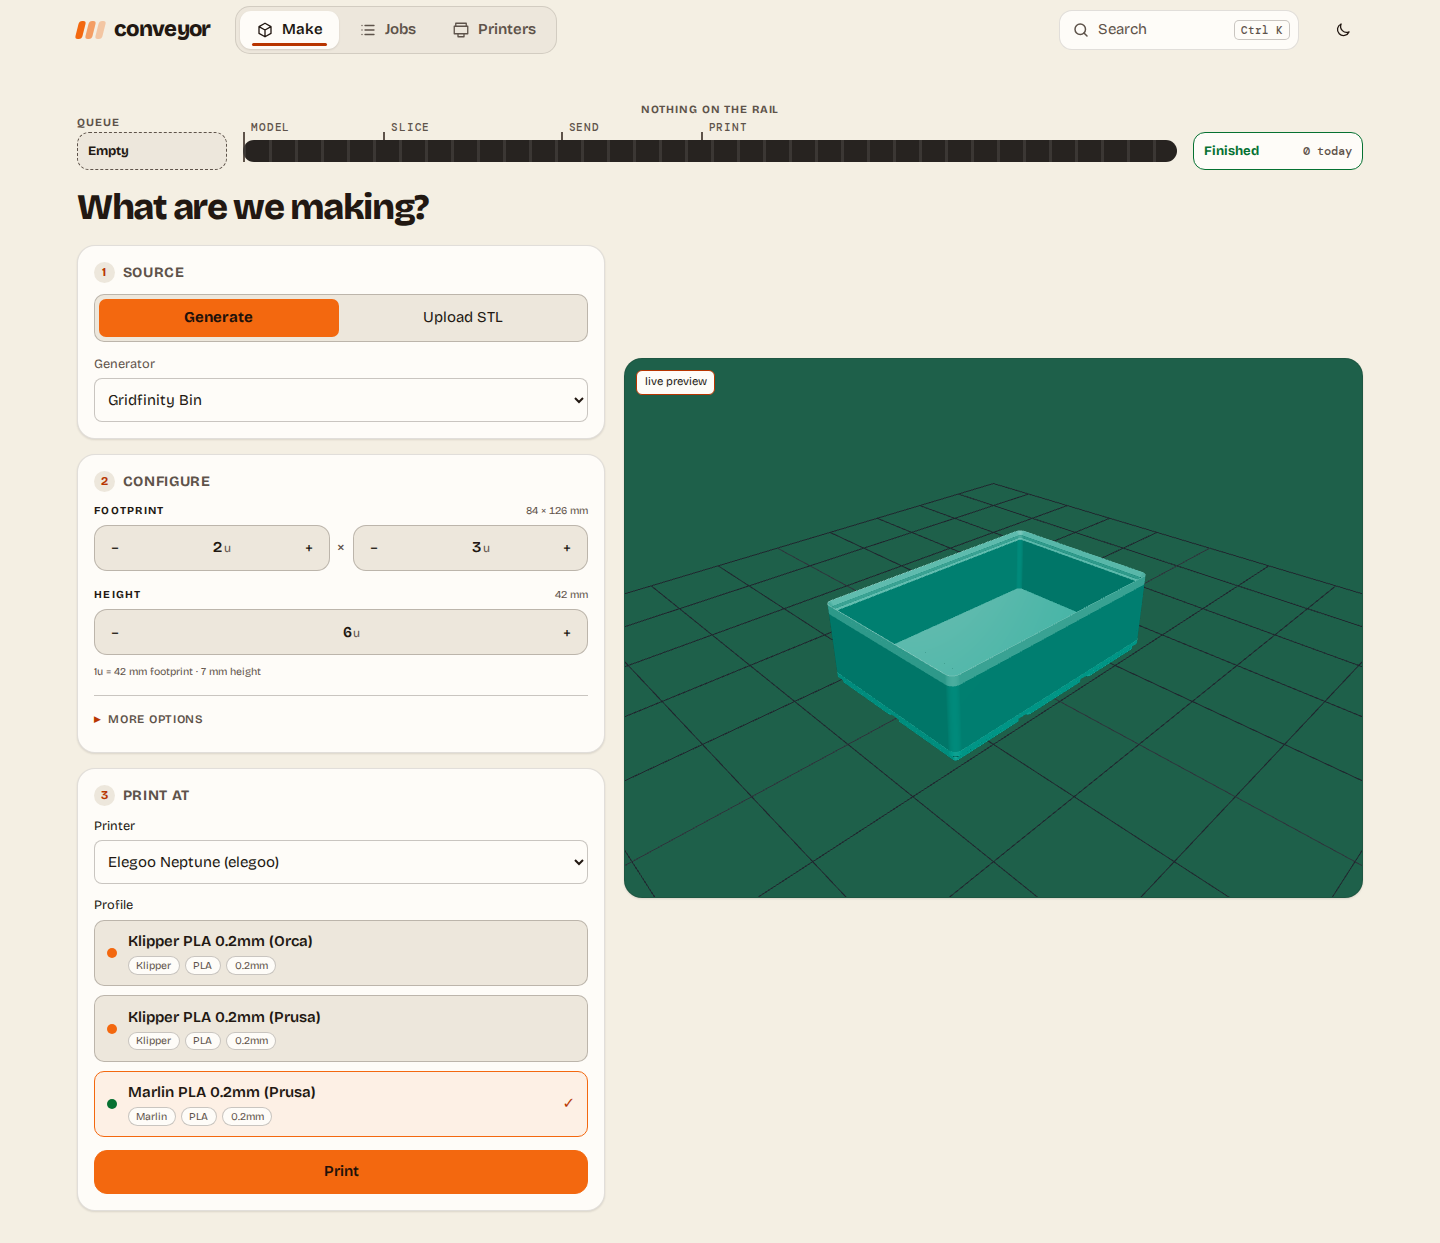 conveyor
Make
Jobs
Printers
Search
Ctrl K
NOTHING ON THE RAIL
QUEUE
MODEL
SLICE
SEND
PRINT
Empty
Finished
0 today
What are we making?
1 SOURCE
Generate
Upload STL
Generator
Gridfinity Bin
live preview
2 CONFIGURE
FOOTPRINT
84 × 126 mm
− 2 u + × − 3 u +
HEIGHT
42 mm
− 6 u +
1u = 42 mm footprint · 7 mm height
▶ MORE OPTIONS
3 PRINT AT
Printer
Elegoo Neptune (elegoo)
Profile
Klipper PLA 0.2mm (Orca)
Klipper PLA 0.2mm
Klipper PLA 0.2mm (Prusa)
Klipper PLA 0.2mm
Marlin PLA 0.2mm (Prusa)
✓
Marlin PLA 0.2mm
Print